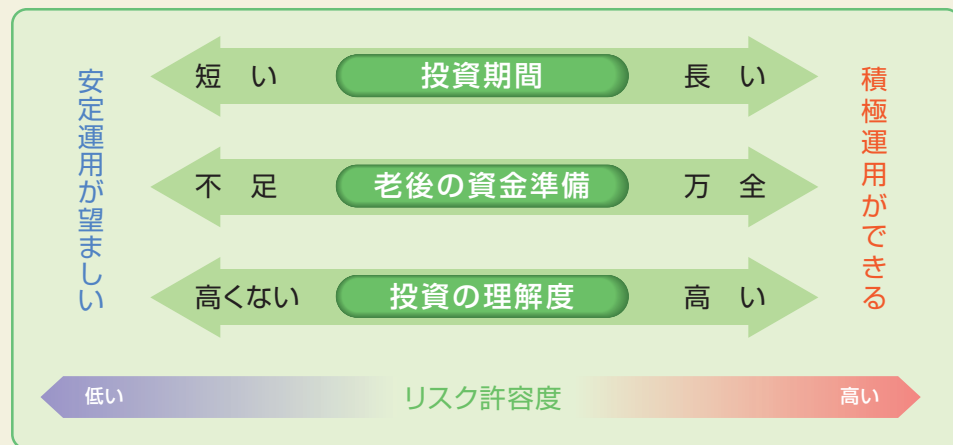 安定運用が望ましい
短い 投資期間 長い
不足 老後の資金準備 万全
高くない 投資の理解度 高い
積極運用ができる
低い リスク許容度 高い